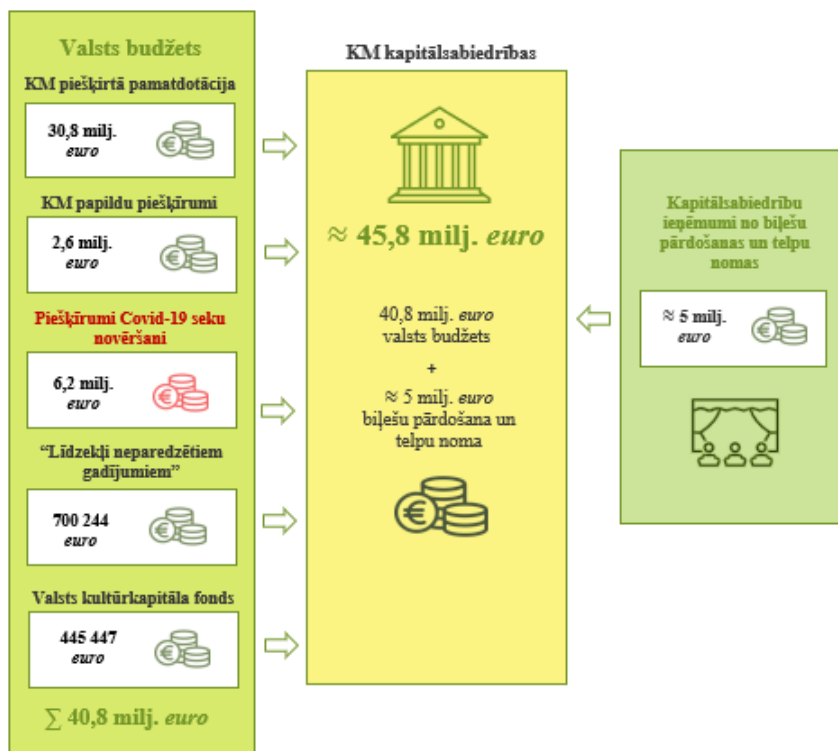 Valsts budžets
KM piešķirtā pamatdotācija
30,8 milj.
euro
KM papildu piešķīrumi
2,6 milj.
euro
Piešķīrumi Covid-19 seku
novēršani
6,2 milj.
euro
“Līdzekļi neparedzētiem
gadījumiem”
700 244
euro
Valsts kultūrkapitāla fonds
445 447
euro
∑ 40,8 milj. euro
KM kapitālsabiedrības
≈ 45,8 milj. euro
40,8 milj. euro
valsts budžets
+
≈ 5 milj. euro
biļešu pārdošana un
telpu noma
Kapitālsabiedrību
ieņēmumi no biļešu
pārdošanas un telpu
nomas
≈ 5 milj.
euro